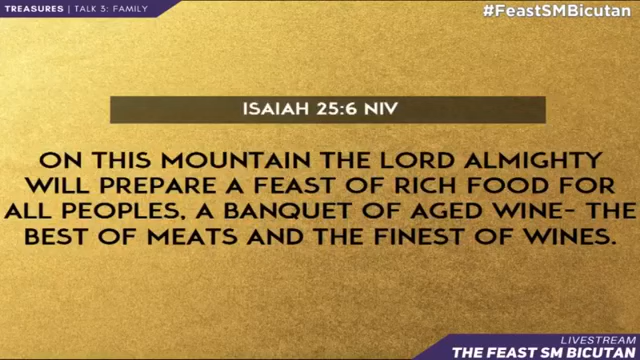 TREASURES | TALK 3: FAMILY
#FeastSMBicutan
ISAIAH 25:6 NIV
ON THIS MOUNTAIN THE LORD ALMIGHTY
WILL PREPARE A FEAST OF RICH FOOD FOR
ALL PEOPLES, A BANQUET OF AGED WINE- THE
BEST OF MEATS AND THE FINEST OF WINES.
LIVESTREAM
THE FEAST SM BICUTAN